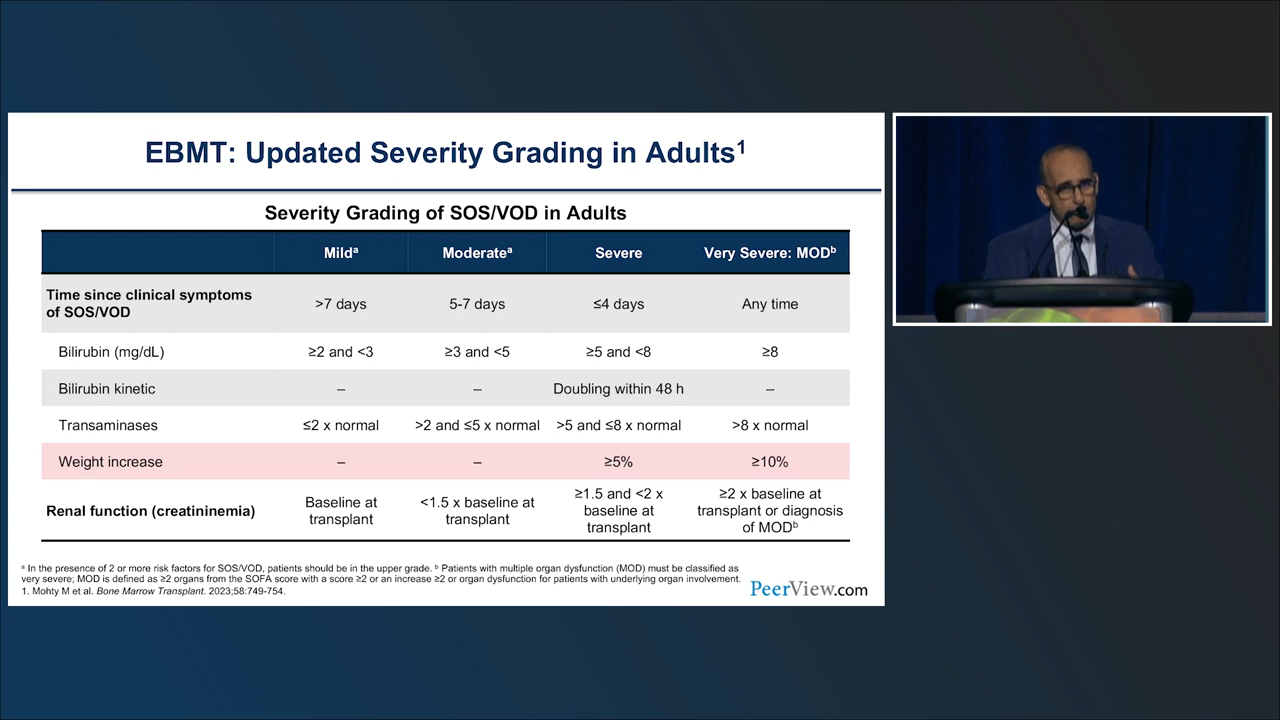 EBMT: Updated Severity Grading in Adults¹
Severity Grading of SOS/VOD in Adults
Mildᵃ Moderateᵃ Severe Very Severe: MODᵇ
Time since clinical symptoms
of SOS/VOD
>7 days 5-7 days ≤4 days Any time
Bilirubin (mg/dL) ≥2 and <3 ≥3 and <5 ≥5 and <8 ≥8
Bilirubin kinetic – – Doubling within 48 h –
Transaminases ≤2 x normal >2 and ≤5 x normal >5 and ≤8 x normal >8 x normal
Weight increase – – ≥5% ≥10%
Renal function (creatininemia)
Baseline at
transplant
<1.5 x baseline at
transplant
≥1.5 and <2 x
baseline at
transplant
≥2 x baseline at
transplant or diagnosis
of MODᵇ
ᵃ In the presence of 2 or more risk factors for SOS/VOD, patients should be in the upper grade. ᵇ Patients with multiple organ dysfunction (MOD) must be classified as
very severe; MOD is defined as ≥2 organs from the SOFA score with a score ≥2 or an increase ≥2 or organ dysfunction for patients with underlying organ involvement.
1. Mohty M et al. Bone Marrow Transplant. 2023;58:749-754.
PeerView.com